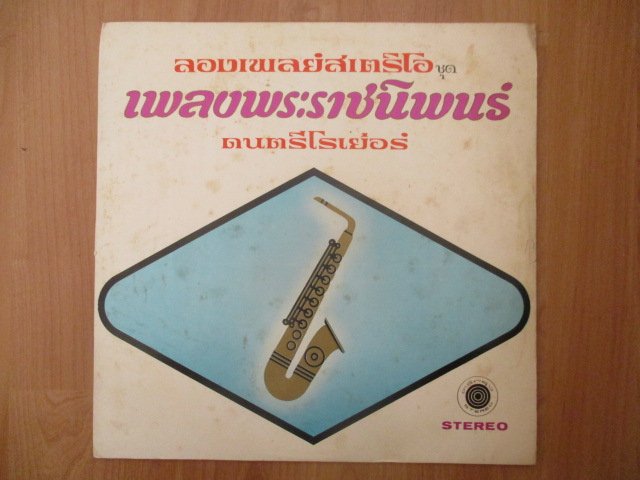 ลองเพลย์สเตริโอ ชุด
เพลงพระราชนิพนธ์
ดนตรีโรเย่อร์
STEREO